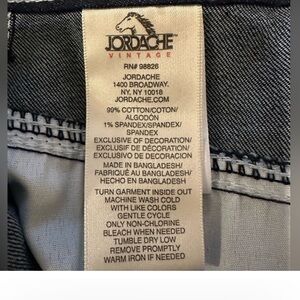 JORDACHE
VINTAGE
RN# 98826
JORDACHE
1400 BROADWAY,
NY, NY 10018
JORDACHE.COM
99% COTTON/COTON/
ALGODÓN
1% SPANDEX/SPANDEX/
SPANDEX
EXCLUSIVE OF DECORATION/
EXCLUSIF DE DÉCORATION/
EXCLUSIVO DE DECORACION
MADE IN BANGLADESH/
FABRIQUÉ AU BANGLADESH/
HECHO EN BANGLADESH
TURN GARMENT INSIDE OUT
MACHINE WASH COLD
WITH LIKE COLORS
GENTLE CYCLE
ONLY NON-CHLORINE
BLEACH WHEN NEEDED
TUMBLE DRY LOW
REMOVE PROMPTLY
WARM IRON IF NEEDED